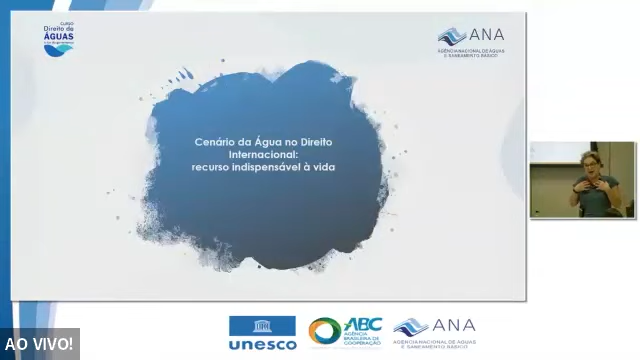 CURSO
Direito da
ÁGUAS
ANA
AGÊNCIA NACIONAL DE ÁGUAS
E SANEAMENTO BÁSICO
Cenário da Água no Direito
Internacional:
recurso indispensável à vida
AO VIVO!
unesco
ABC
AGÊNCIA
BRASILEIRA DE
COOPERAÇÃO
ANA
AGÊNCIA NACIONAL DE ÁGUAS
E SANEAMENTO BÁSICO